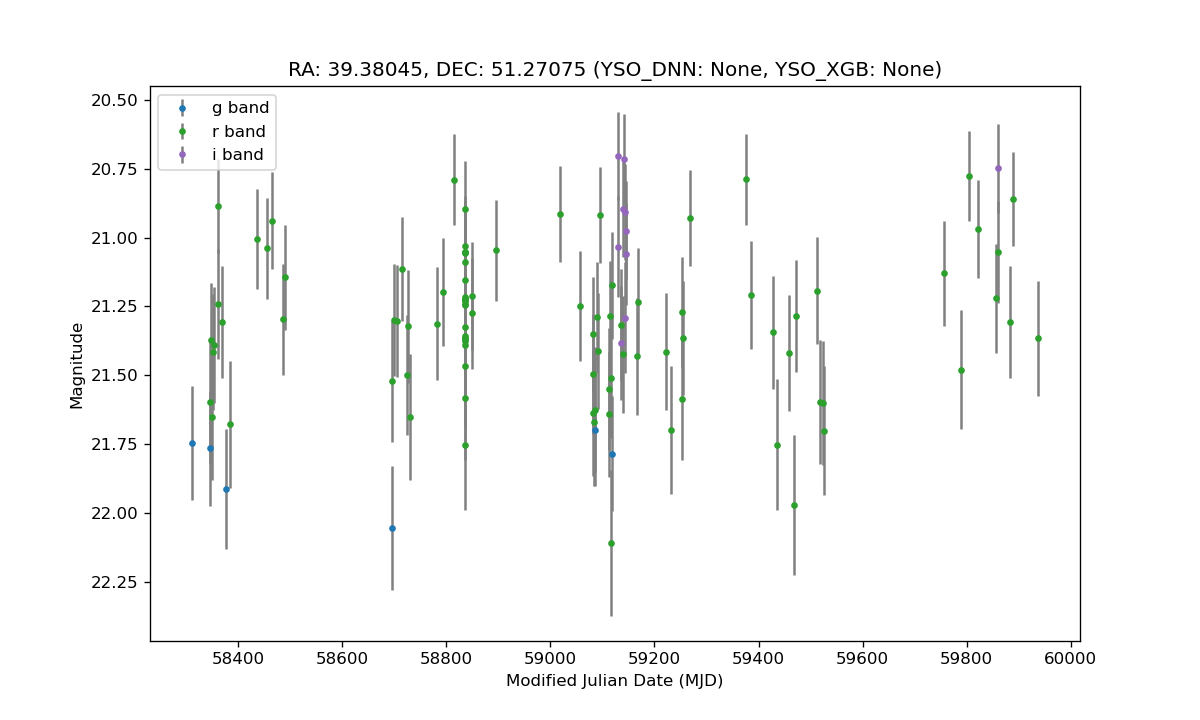 RA: 39.38045, DEC: 51.27075 (YSO_DNN: None, YSO_XGB: None)
g band
r band
i band
20.50
20.75
21.00
21.25
21.50
21.75
22.00
22.25
Magnitude
58400 58600 58800 59000 59200 59400 59600 59800 60000
Modified Julian Date (MJD)